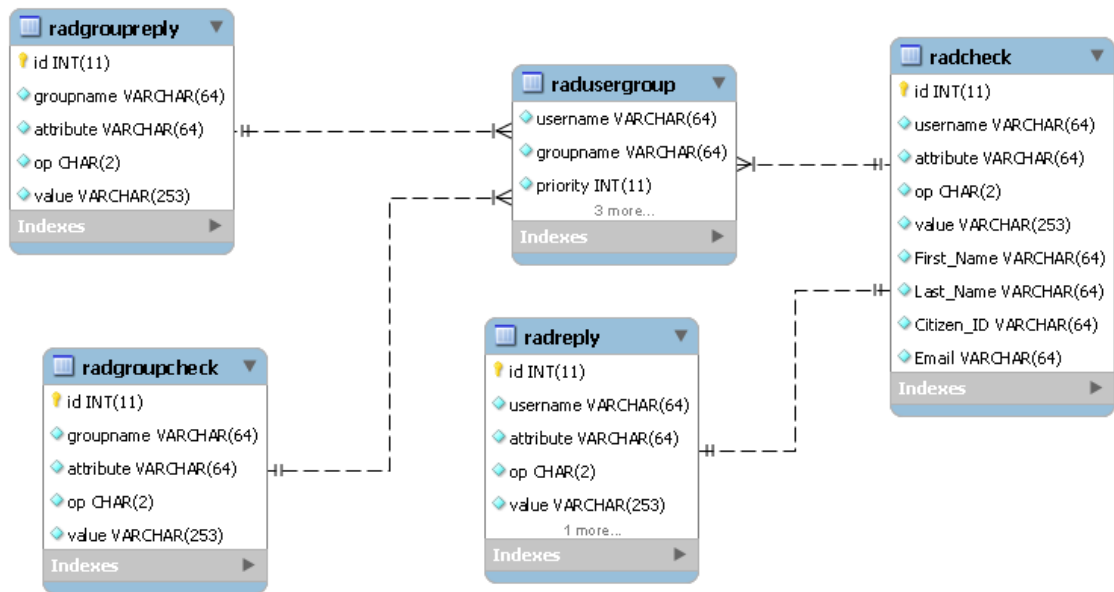 radgroupreply
id INT(11)
groupname VARCHAR(64)
attribute VARCHAR(64)
op CHAR(2)
value VARCHAR(253)
Indexes
radusergroup
username VARCHAR(64)
groupname VARCHAR(64)
priority INT(11)
3 more...
Indexes
radcheck
id INT(11)
username VARCHAR(64)
attribute VARCHAR(64)
op CHAR(2)
value VARCHAR(253)
First_Name VARCHAR(64)
Last_Name VARCHAR(64)
Citizen_ID VARCHAR(64)
Email VARCHAR(64)
Indexes
radgroupcheck
id INT(11)
groupname VARCHAR(64)
attribute VARCHAR(64)
op CHAR(2)
value VARCHAR(253)
Indexes
radreply
id INT(11)
username VARCHAR(64)
attribute VARCHAR(64)
op CHAR(2)
value VARCHAR(253)
1 more...
Indexes